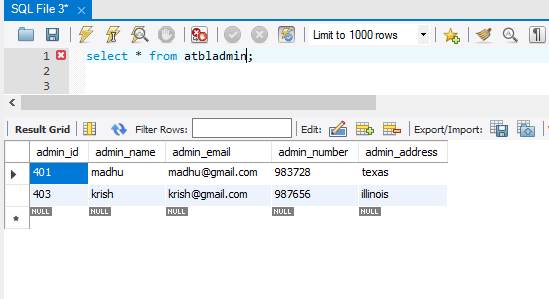 SQL File 3*
Limit to 1000 rows
1 select * from atbladmin;
2
3
Result Grid Filter Rows: Edit: Export/Import:
admin_id admin_name admin_email admin_number admin_address
401 madhu madhu@gmail.com 983728 texas
403 krish krish@gmail.com 987656 illinois
NULL NULL NULL NULL NULL